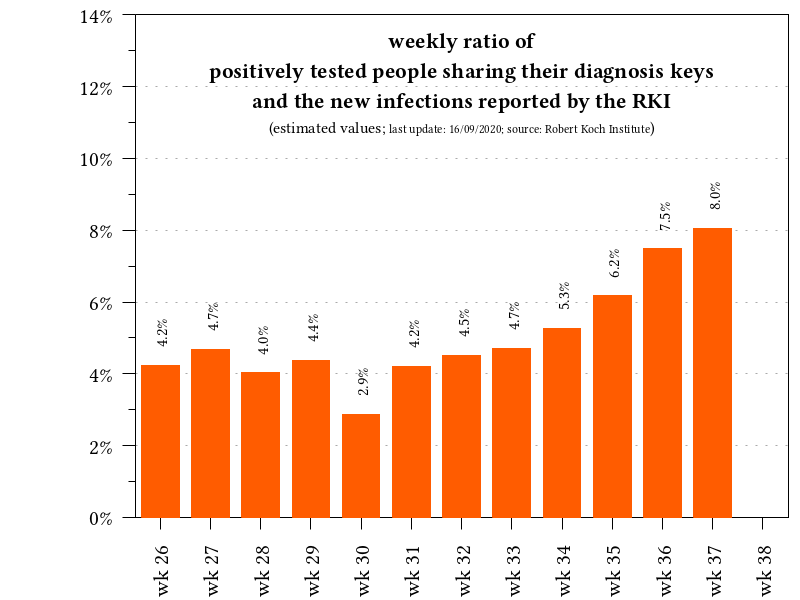 weekly ratio of
positively tested people sharing their diagnosis keys
and the new infections reported by the RKI
(estimated values; last update: 16/09/2020; source: Robert Koch Institute)
14%
12%
10%
8%
6%
4%
2%
0%
4.2%
4.7%
4.0%
4.4%
2.9%
4.2%
4.5%
4.7%
5.3%
6.2%
7.5%
8.0%
wk 26
wk 27
wk 28
wk 29
wk 30
wk 31
wk 32
wk 33
wk 34
wk 35
wk 36
wk 37
wk 38